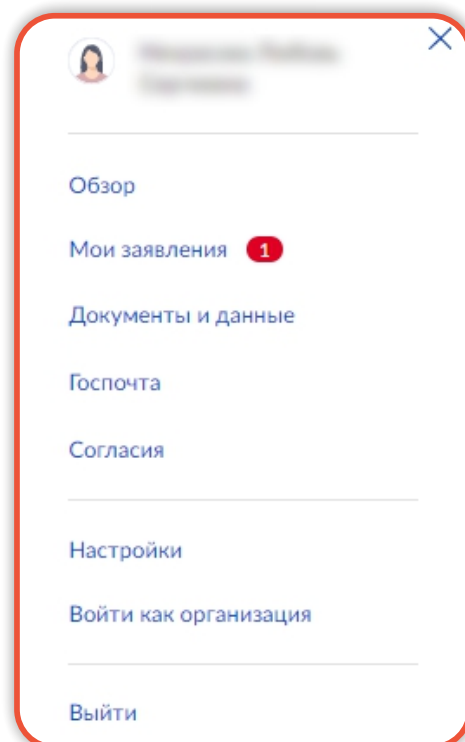 Обзор
Мои заявления 1
Документы и данные
Госпочта
Согласия
Настройки
Войти как организация
Выйти